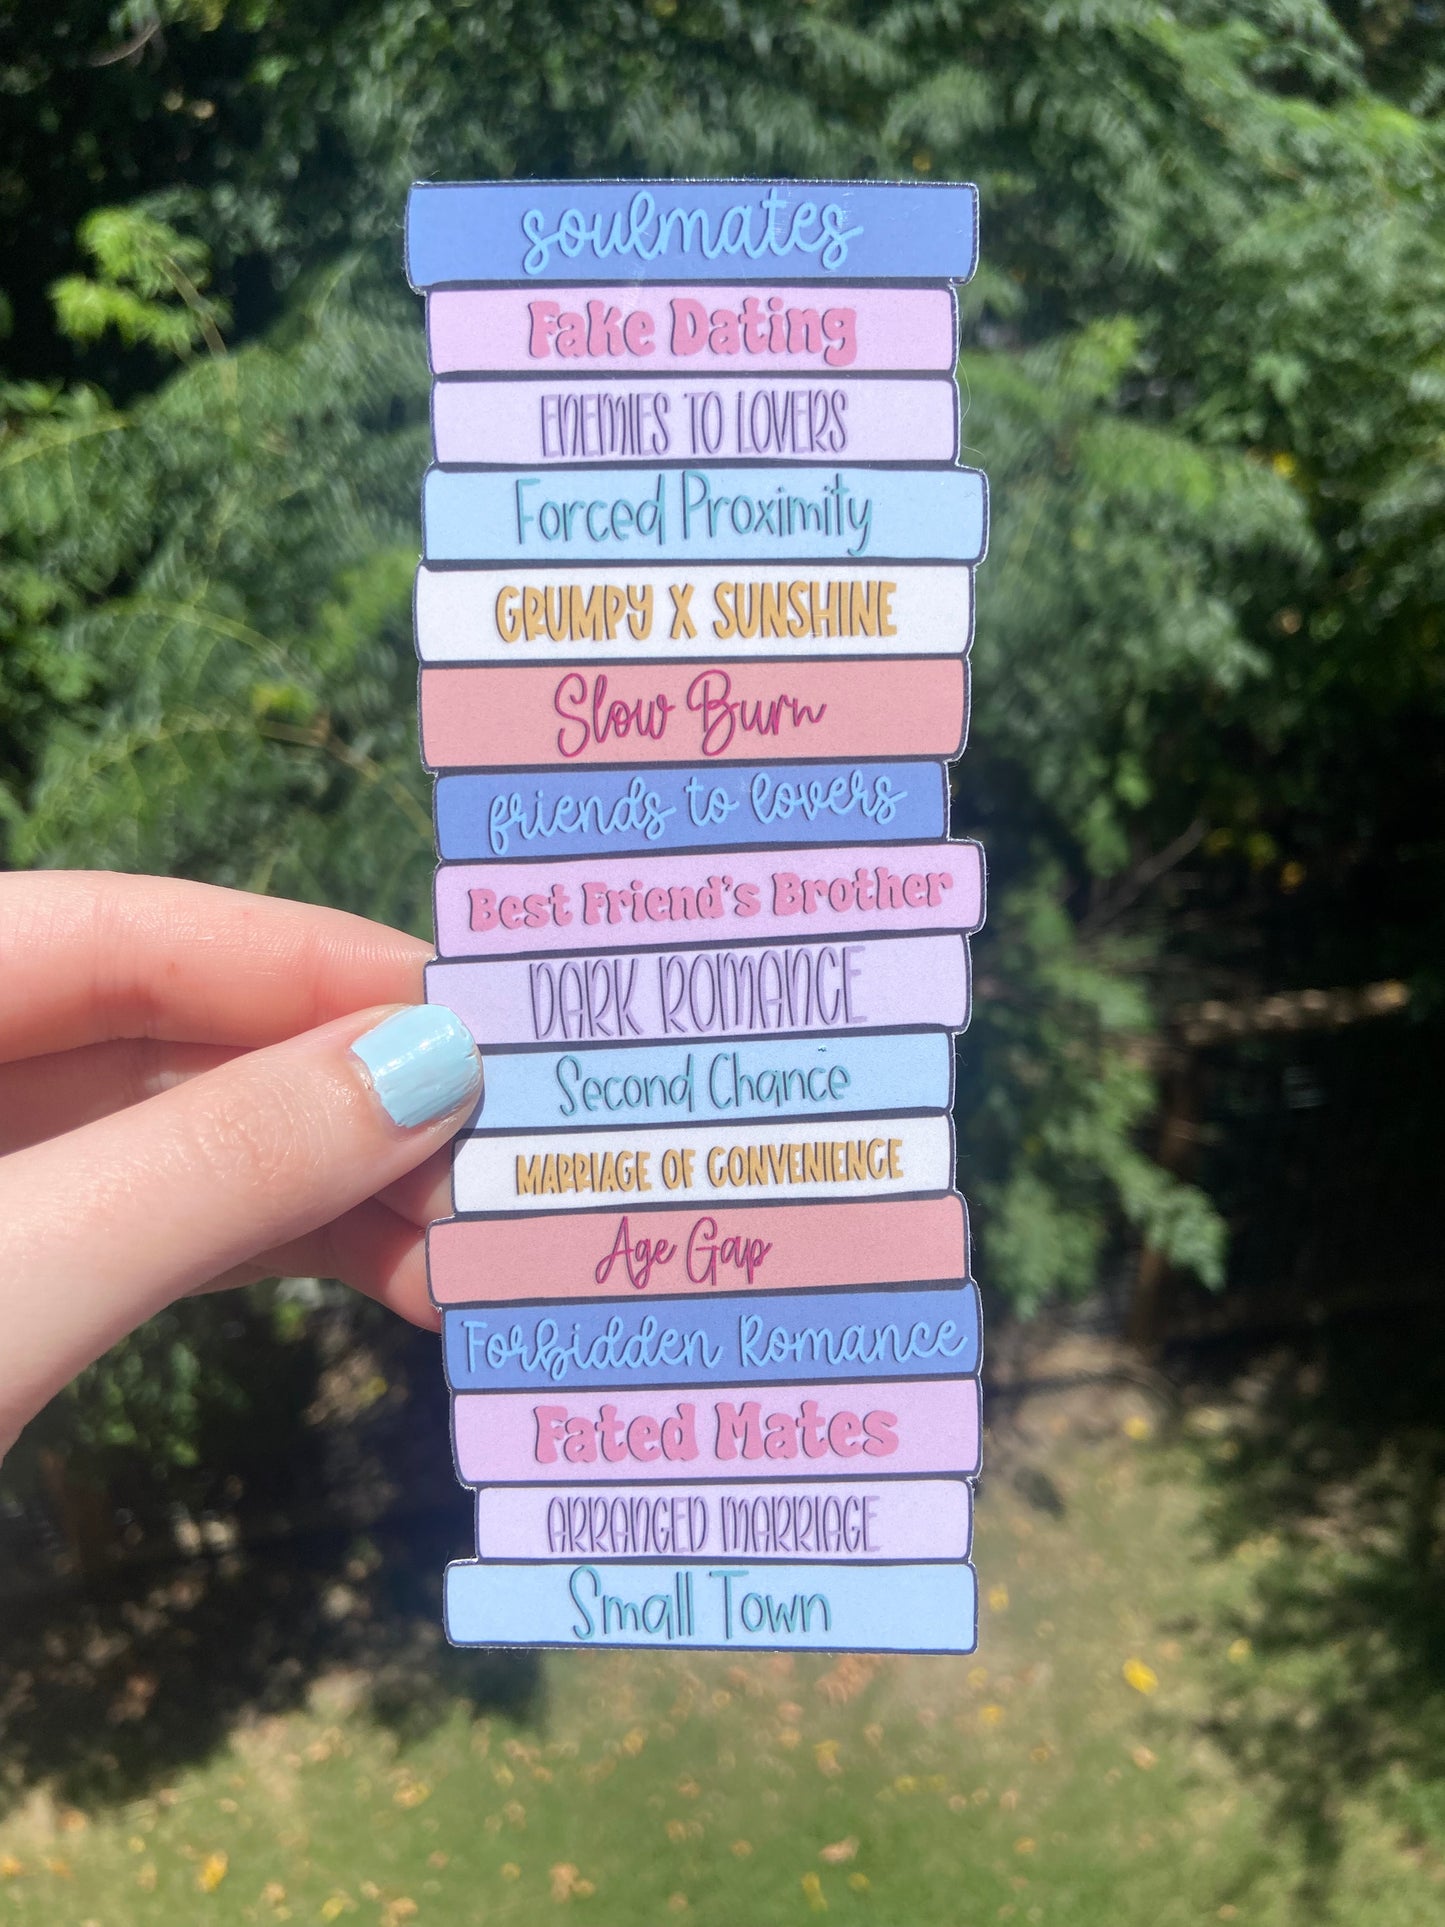 soulmates
Fake Dating
ENEMIES TO LOVERS
Forced Proximity
GRUMPY X SUNSHINE
Slow Burn
friends to lovers
Best Friend's Brother
DARK ROMANCE
Second Chance
MARRIAGE OF CONVENIENCE
Age Gap
Forbidden Romance
Fated Mates
ARRANGED MARRIAGE
Small Town